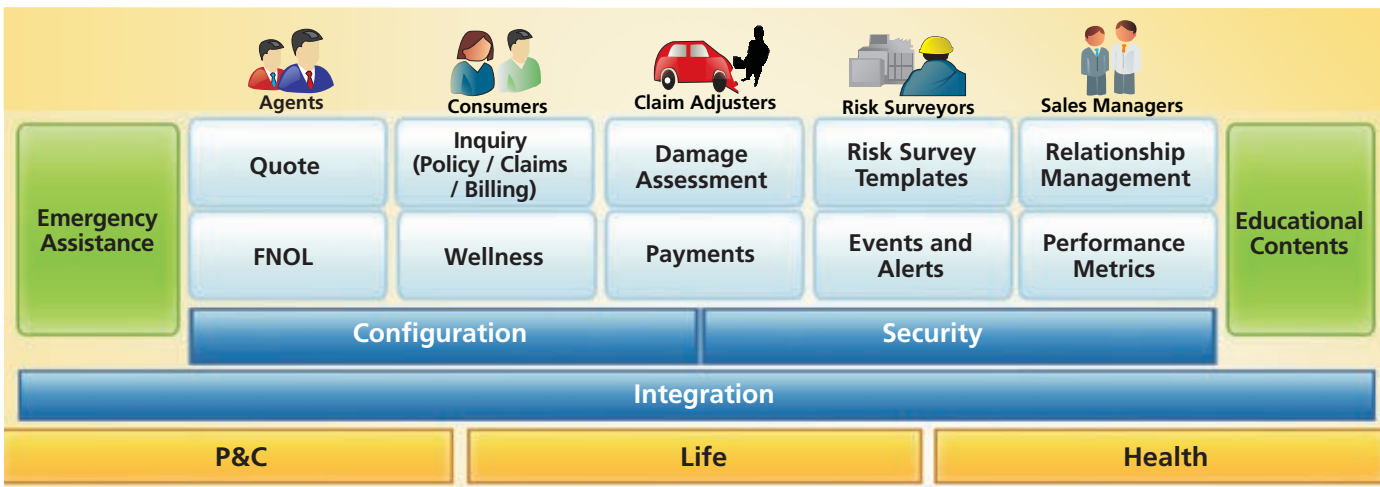 Agents
Consumers
Claim Adjusters
Risk Surveyors
Sales Managers
Emergency
Assistance
Quote
Inquiry
(Policy / Claims
/ Billing)
Damage
Assessment
Risk Survey
Templates
Relationship
Management
FNOL
Wellness
Payments
Events and
Alerts
Performance
Metrics
Educational
Contents
Configuration
Security
Integration
P&C
Life
Health